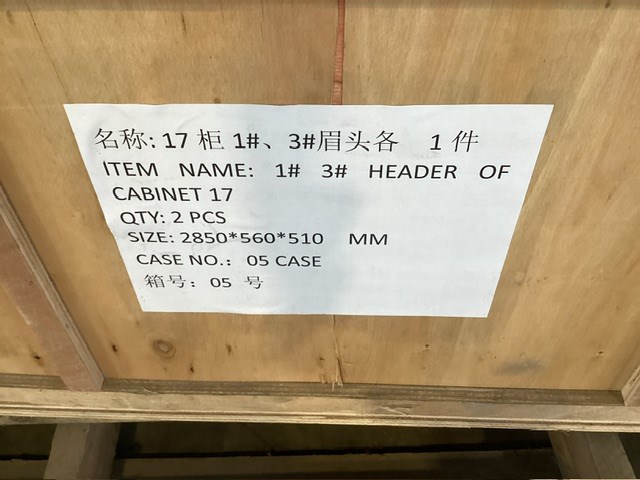 名称: 17 柜 1#、3#眉头各 1 件
ITEM NAME: 1# 3# HEADER OF
CABINET 17
QTY: 2 PCS
SIZE: 2850*560*510 MM
CASE NO.: 05 CASE
箱号: 05 号